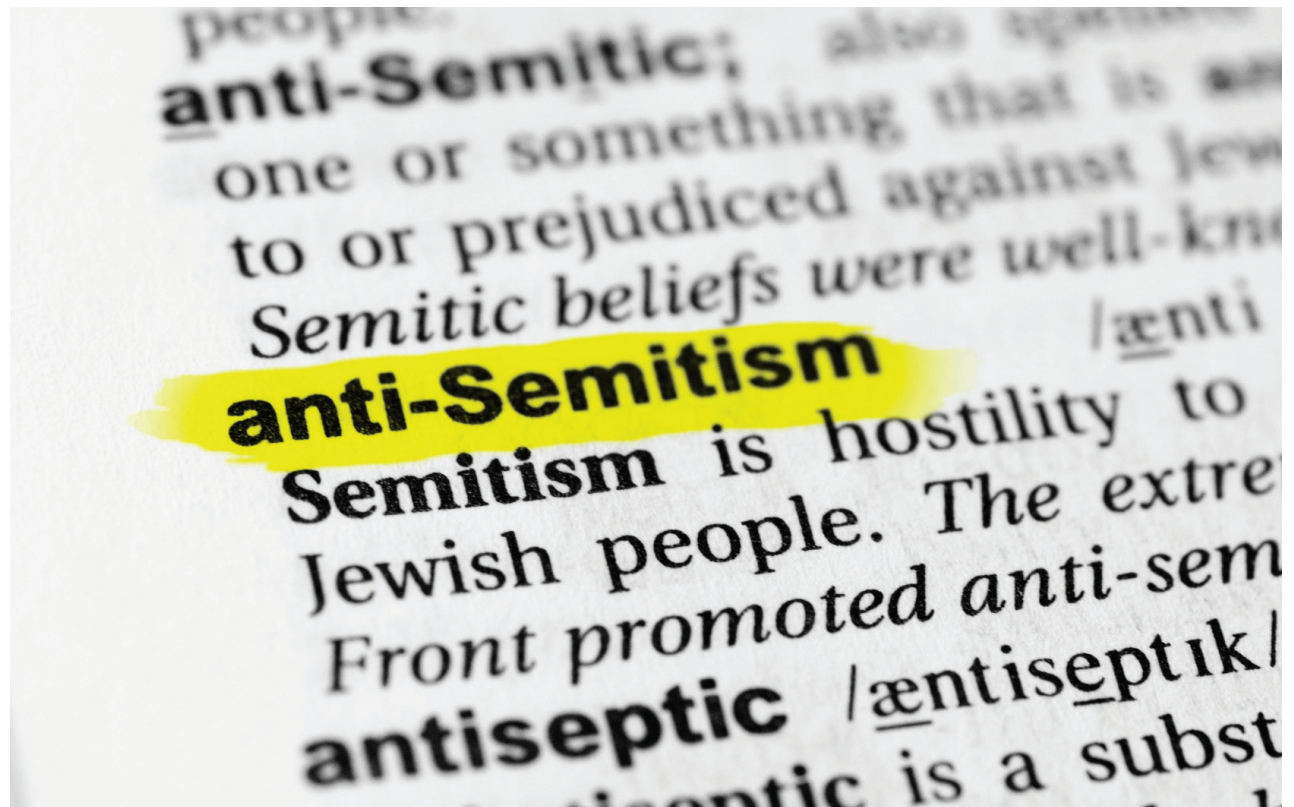 people.
anti-Semitic; also
one or something that is
to or prejudiced against
Semitic beliefs were well-
anti-Semitism /ænti
Semitism is hostility to
Jewish people. The
Front promoted
antiseptic /æntiseptɪk/
is a